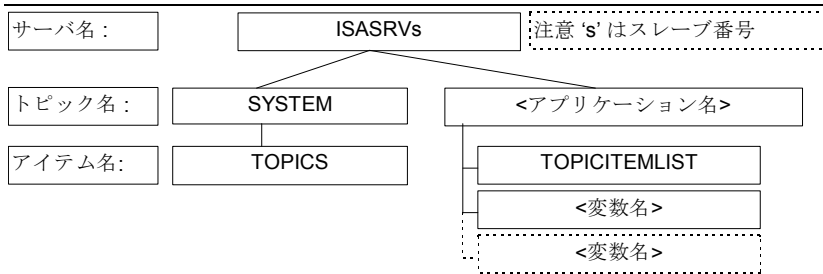 サーバ名 : ISASRVs 注意 ‘s’ はスレーブ番号
トピック名 : SYSTEM <アプリケーション名>
アイテム名: TOPICS TOPICITEMLIST
<変数名>
<変数名>